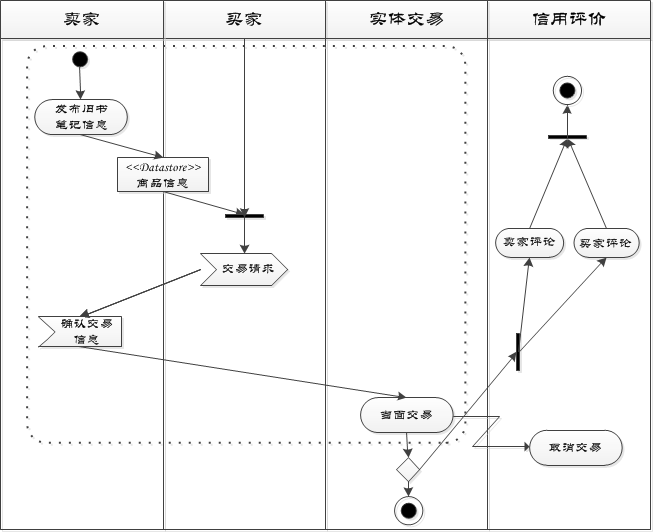 卖家
买家
实体交易
信用评价
发布旧书
笔记信息
<<Datastore>>
商品信息
交易请求
卖家评论
买家评论
确认交易
信息
当面交易
取消交易